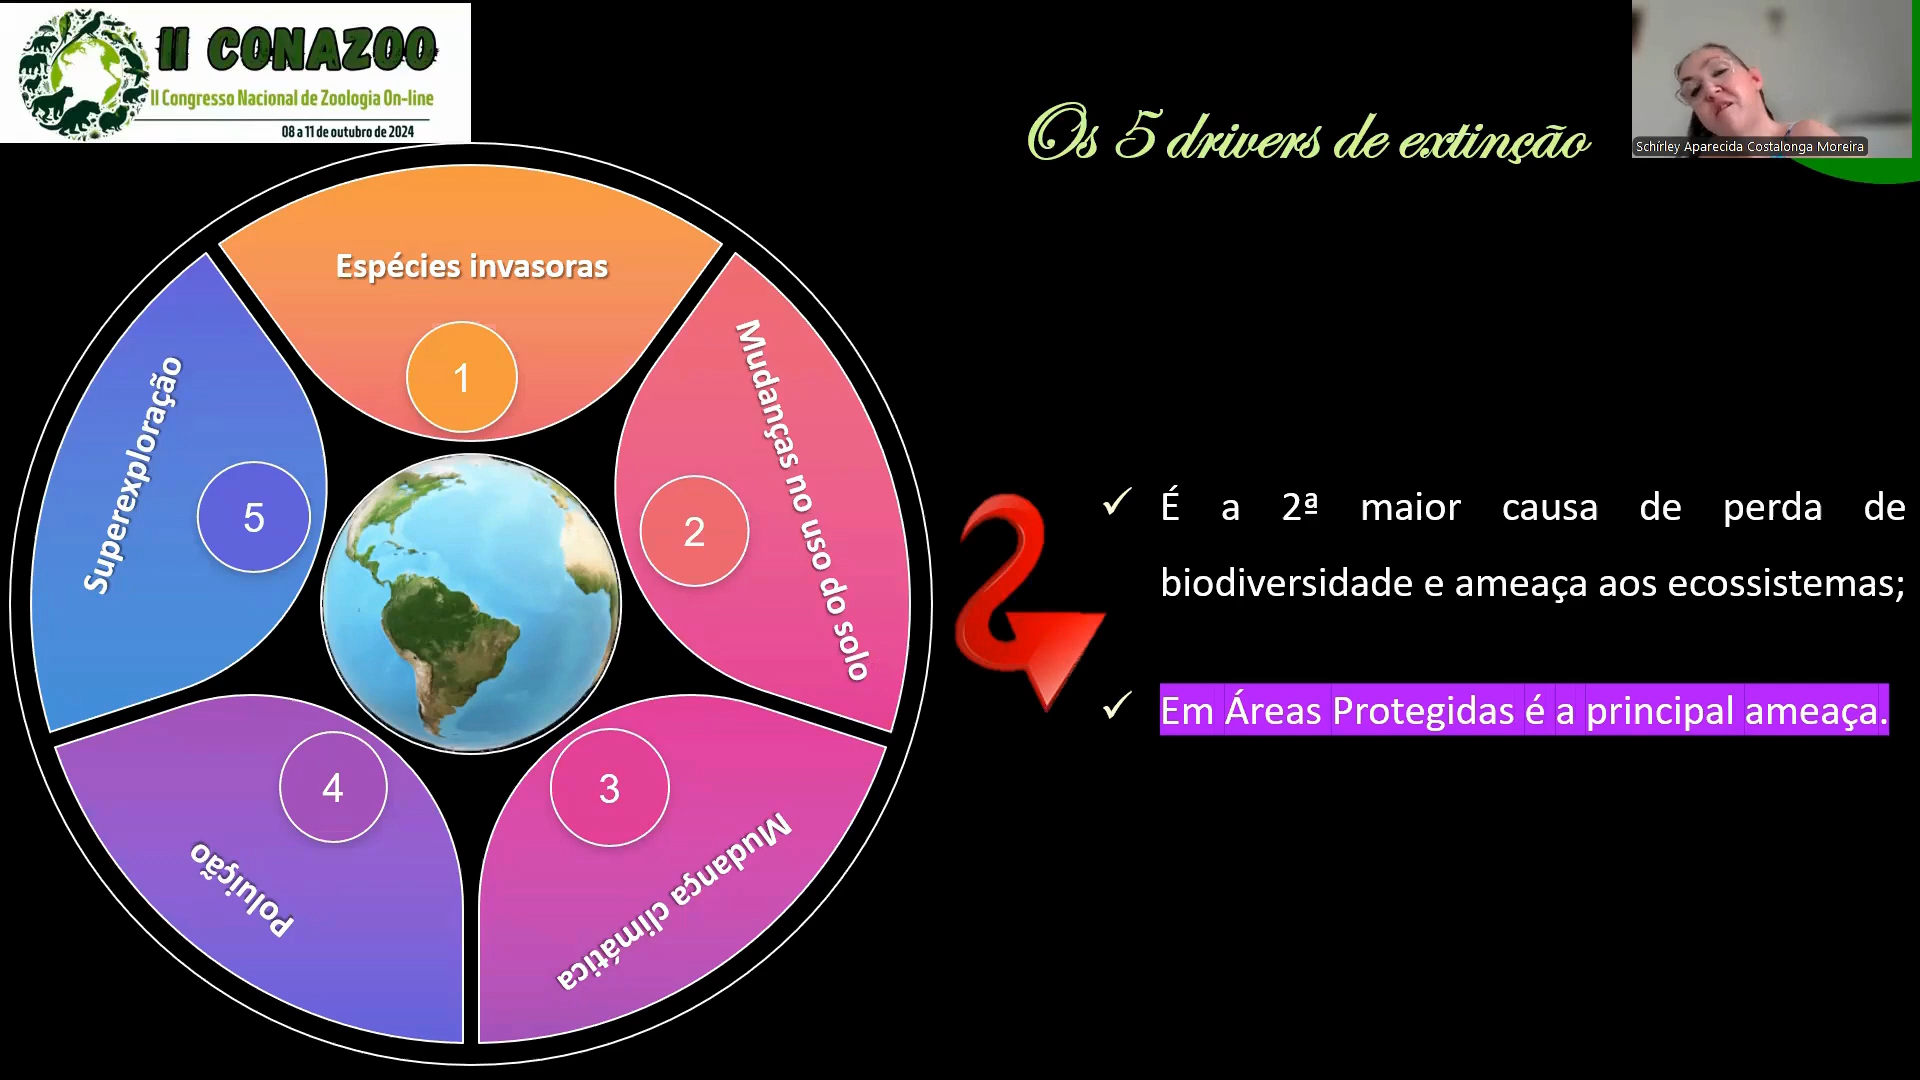 II CONAZOO
II Congresso Nacional de Zoologia On-line
08 a 11 de outubro de 2024
Os 5 drivers de extinção
Schírley Aparecida Costalonga Moreira
Espécies invasoras
1
Mudanças no uso do solo
2
Mudança climática
3
Poluição
4
Superexploração
5
É a 2ª maior causa de perda de
biodiversidade e ameaça aos ecossistemas;
Em Áreas Protegidas é a principal ameaça.